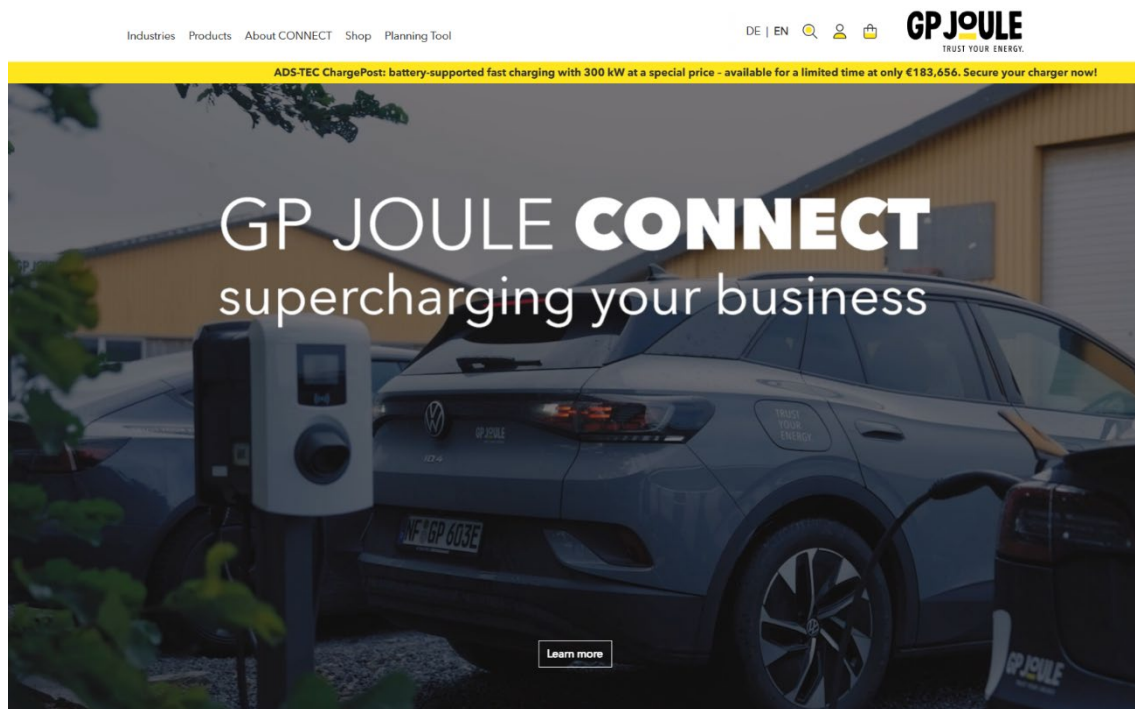 Industries Products About CONNECT Shop Planning Tool DE | EN
GP JOULE
TRUST YOUR ENERGY.
ADS-TEC ChargePost: battery-supported fast charging with 300 kW at a special price – available for a limited time at only €183,656. Secure your charger now!
GP JOULE CONNECT
supercharging your business
TRUST
YOUR
ENERGY
GP JOULE
NF GP 603E
Learn more
GP JOULE